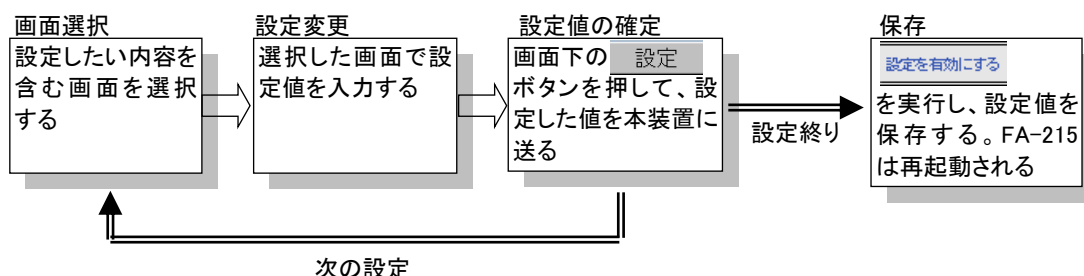 画面選択
設定したい内容を
含む画面を選択
する
設定変更
選択した画面で設
定値を入力する
設定値の確定
画面下の 設定
ボタンを押して、設
定した値を本装置に
送る
設定終り
保存
設定を有効にする
を実行し、設定値を
保存する。FA-215
は再起動される
次の設定